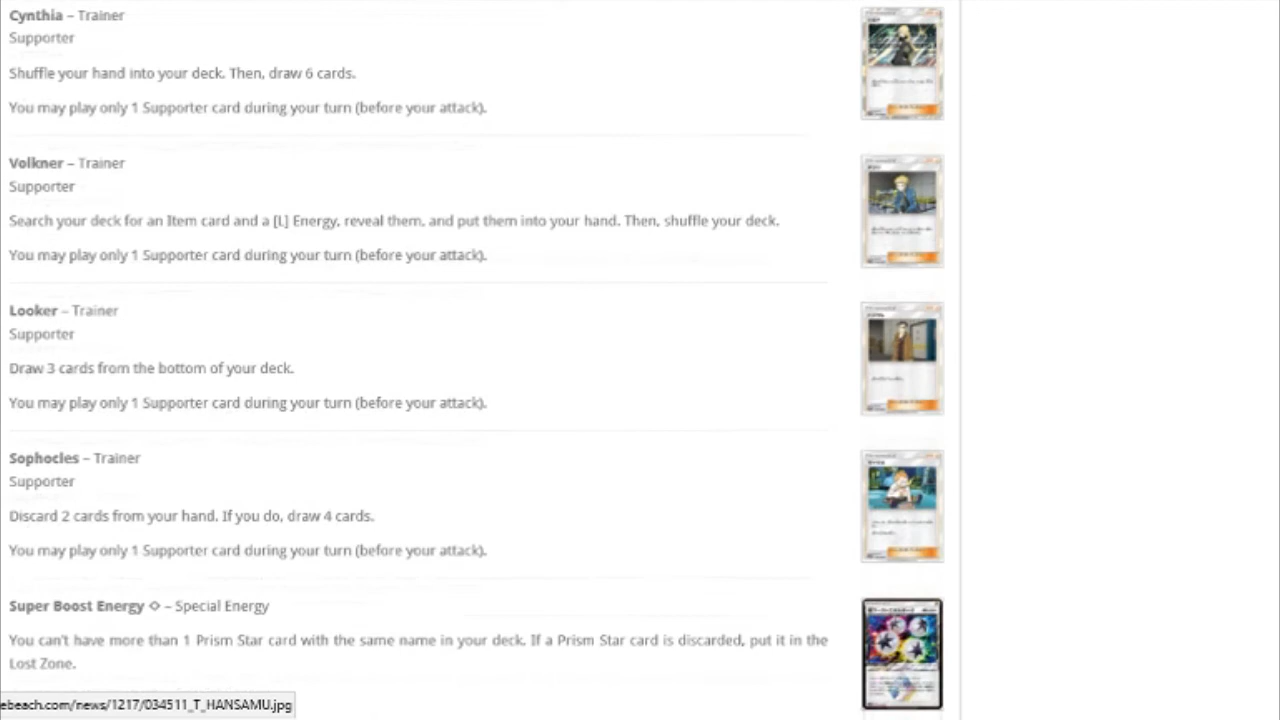 Cynthia – Trainer
Supporter
Shuffle your hand into your deck. Then, draw 6 cards.
You may play only 1 Supporter card during your turn (before your attack).
Volkner – Trainer
Supporter
Search your deck for an Item card and a [L] Energy, reveal them, and put them into your hand. Then, shuffle your deck.
You may play only 1 Supporter card during your turn (before your attack).
Looker – Trainer
Supporter
Draw 3 cards from the bottom of your deck.
You may play only 1 Supporter card during your turn (before your attack).
Sophocles – Trainer
Supporter
Discard 2 cards from your hand. If you do, draw 4 cards.
You may play only 1 Supporter card during your turn (before your attack).
Super Boost Energy ◇ – Special Energy
You can't have more than 1 Prism Star card with the same name in your deck. If a Prism Star card is discarded, put it in the
Lost Zone.
ebeach.com/news/1217/034511_T_HANSAMU.jpg